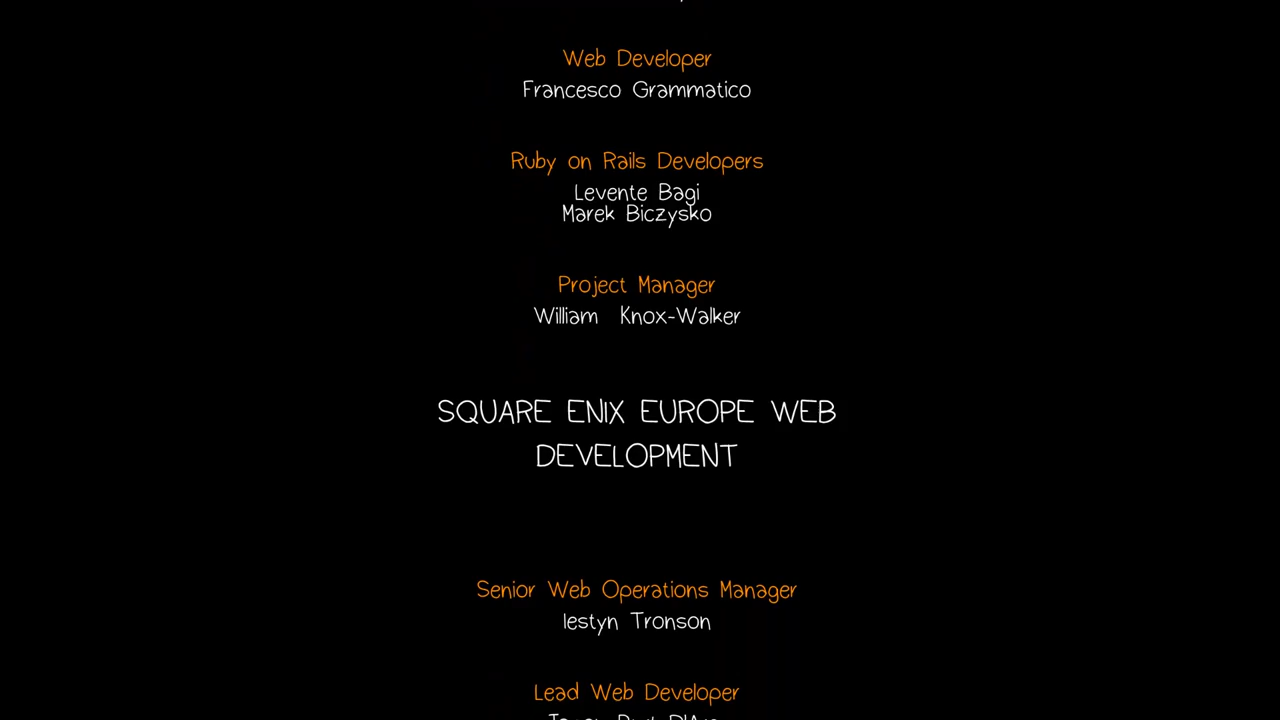 Web Developer
Francesco Grammatico
Ruby on Rails Developers
Levente Bagi
Marek Biczysko
Project Manager
William Knox-Walker
SQUARE ENIX EUROPE WEB
DEVELOPMENT
Senior Web Operations Manager
Iestyn Tronson
Lead Web Developer